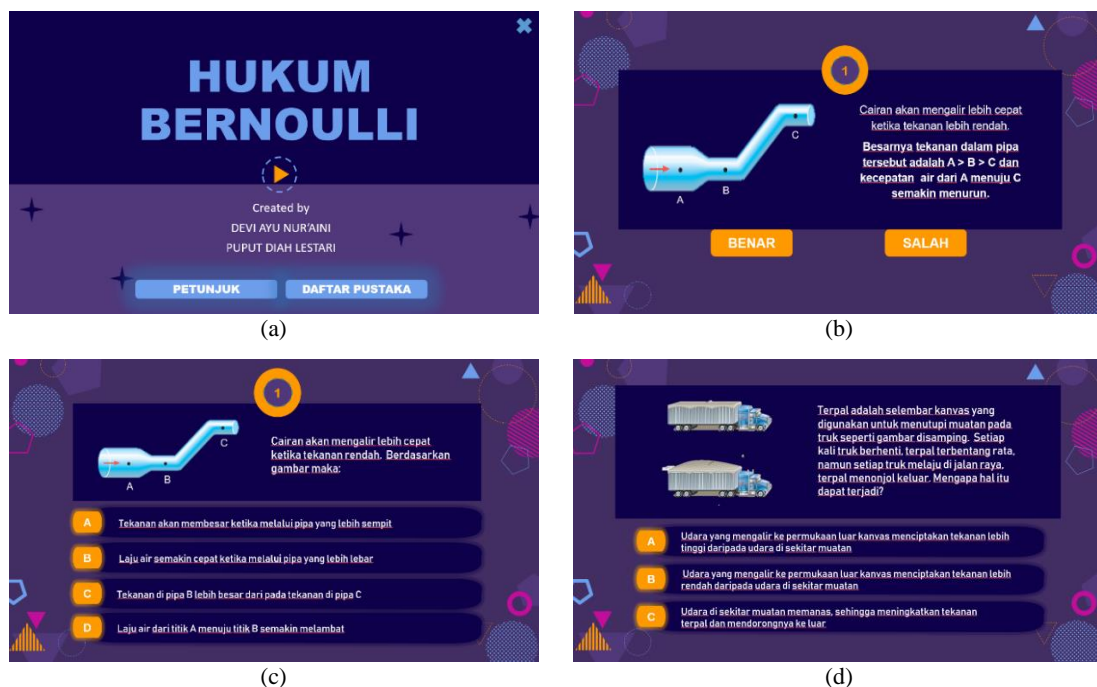 HUKUM
BERNOULLI
Created by
DEVI AYU NUR'AINI
PUPUT DIAH LESTARI
PETUNJUK
DAFTAR PUSTAKA
(a)
1
Cairan akan mengalir lebih cepat
ketika tekanan lebih rendah.
Besarnya tekanan dalam pipa
tersebut adalah A > B > C dan
kecepatan air dari A menuju C
semakin menurun.
A
B
C
BENAR
SALAH
(b)
1
A
B
C
Cairan akan mengalir lebih cepat
ketika tekanan rendah. Berdasarkan
gambar maka:
A Tekanan akan membesar ketika melalui pipa yang lebih sempit
B Laju air semakin cepat ketika melalui pipa yang lebih lebar
C Tekanan di pipa B lebih besar dari pada tekanan di pipa C
D Laju air dari titik A menuju titik B semakin melambat
(c)
Terpal adalah selembar kanvas yang
digunakan untuk menutupi muatan pada
truk seperti gambar disamping. Setiap
kali truk berhenti, terpal terbentang rata,
namun setiap truk melaju di jalan raya,
terpal menonjol keluar. Mengapa hal itu
dapat terjadi?
A Udara yang mengalir ke permukaan luar kanvas menciptakan tekanan lebih
tinggi daripada udara di sekitar muatan
B Udara yang mengalir ke permukaan luar kanvas menciptakan tekanan lebih
rendah daripada udara di sekitar muatan
C Udara di sekitar muatan memanas, sehingga meningkatkan tekanan
terpal dan mendorongnya ke luar
(d)